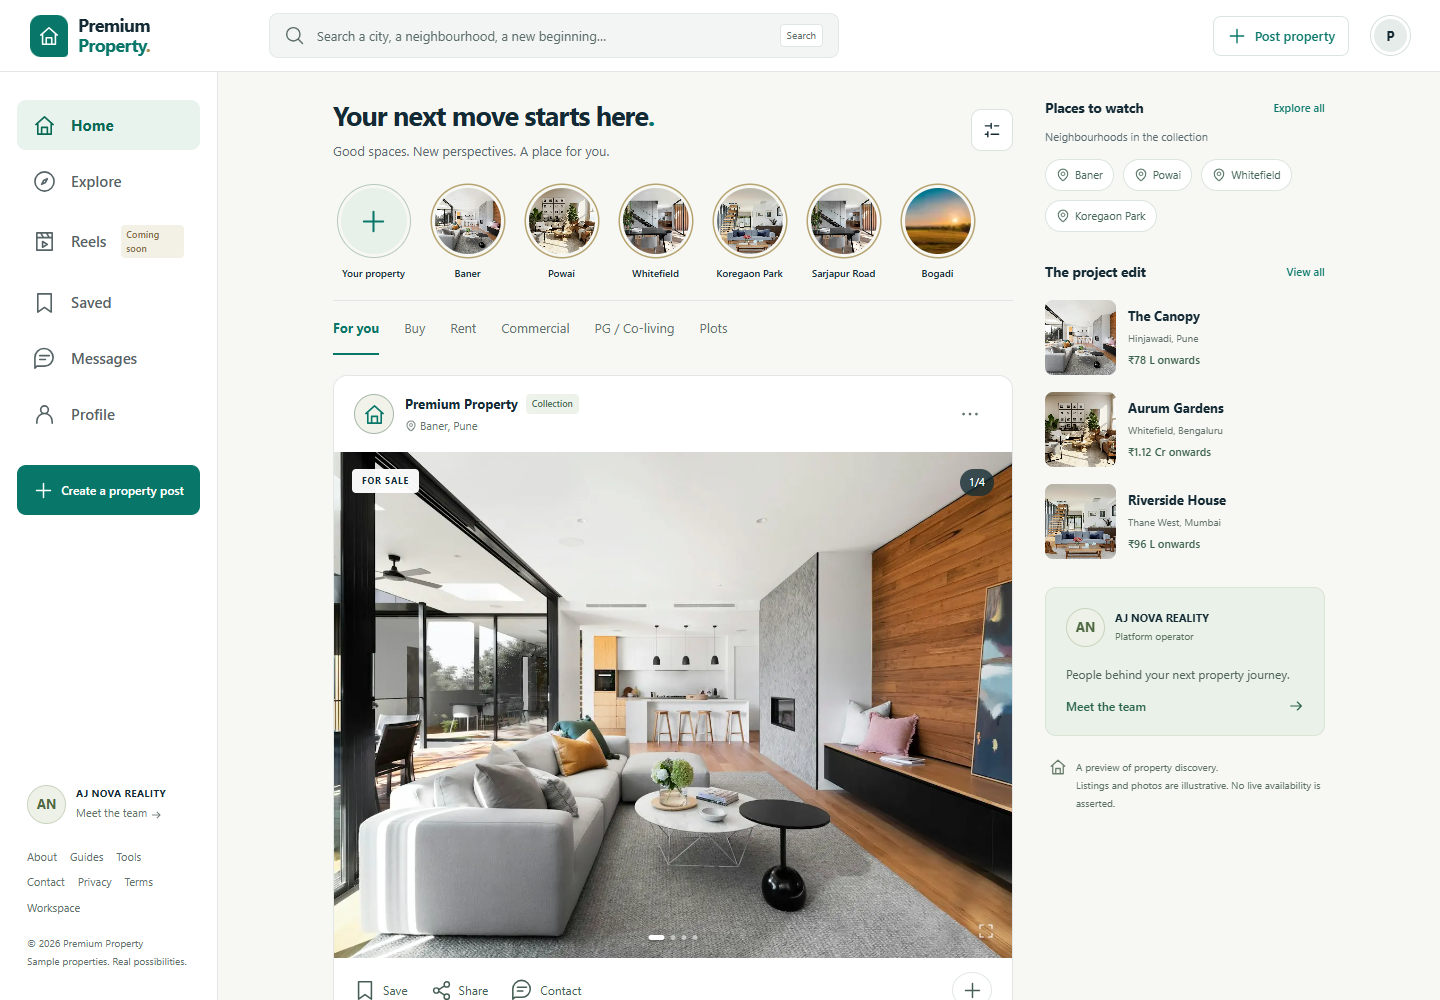 Premium
Property.
Search a city, a neighbourhood, a new beginning...
Search
Post property
P
Home
Explore
Reels
Coming
soon
Saved
Messages
Profile
Create a property post
AN
AJ NOVA REALITY
Meet the team →
About Guides Tools
Contact Privacy Terms
Workspace
© 2026 Premium Property
Sample properties. Real possibilities.
Your next move starts here.
Good spaces. New perspectives. A place for you.
Your property
Baner
Powai
Whitefield
Koregaon Park
Sarjapur Road
Bogadi
For you
Buy
Rent
Commercial
PG / Co-living
Plots
Premium Property
Collection
Baner, Pune
FOR SALE
1/4
Save
Share
Contact
Places to watch
Explore all
Neighbourhoods in the collection
Baner
Powai
Whitefield
Koregaon Park
The project edit
View all
The Canopy
Hinjawadi, Pune
₹78 L onwards
Aurum Gardens
Whitefield, Bengaluru
₹1.12 Cr onwards
Riverside House
Thane West, Mumbai
₹96 L onwards
AN
AJ NOVA REALITY
Platform operator
People behind your next property journey.
Meet the team →
A preview of property discovery.
Listings and photos are illustrative. No live availability is
asserted.